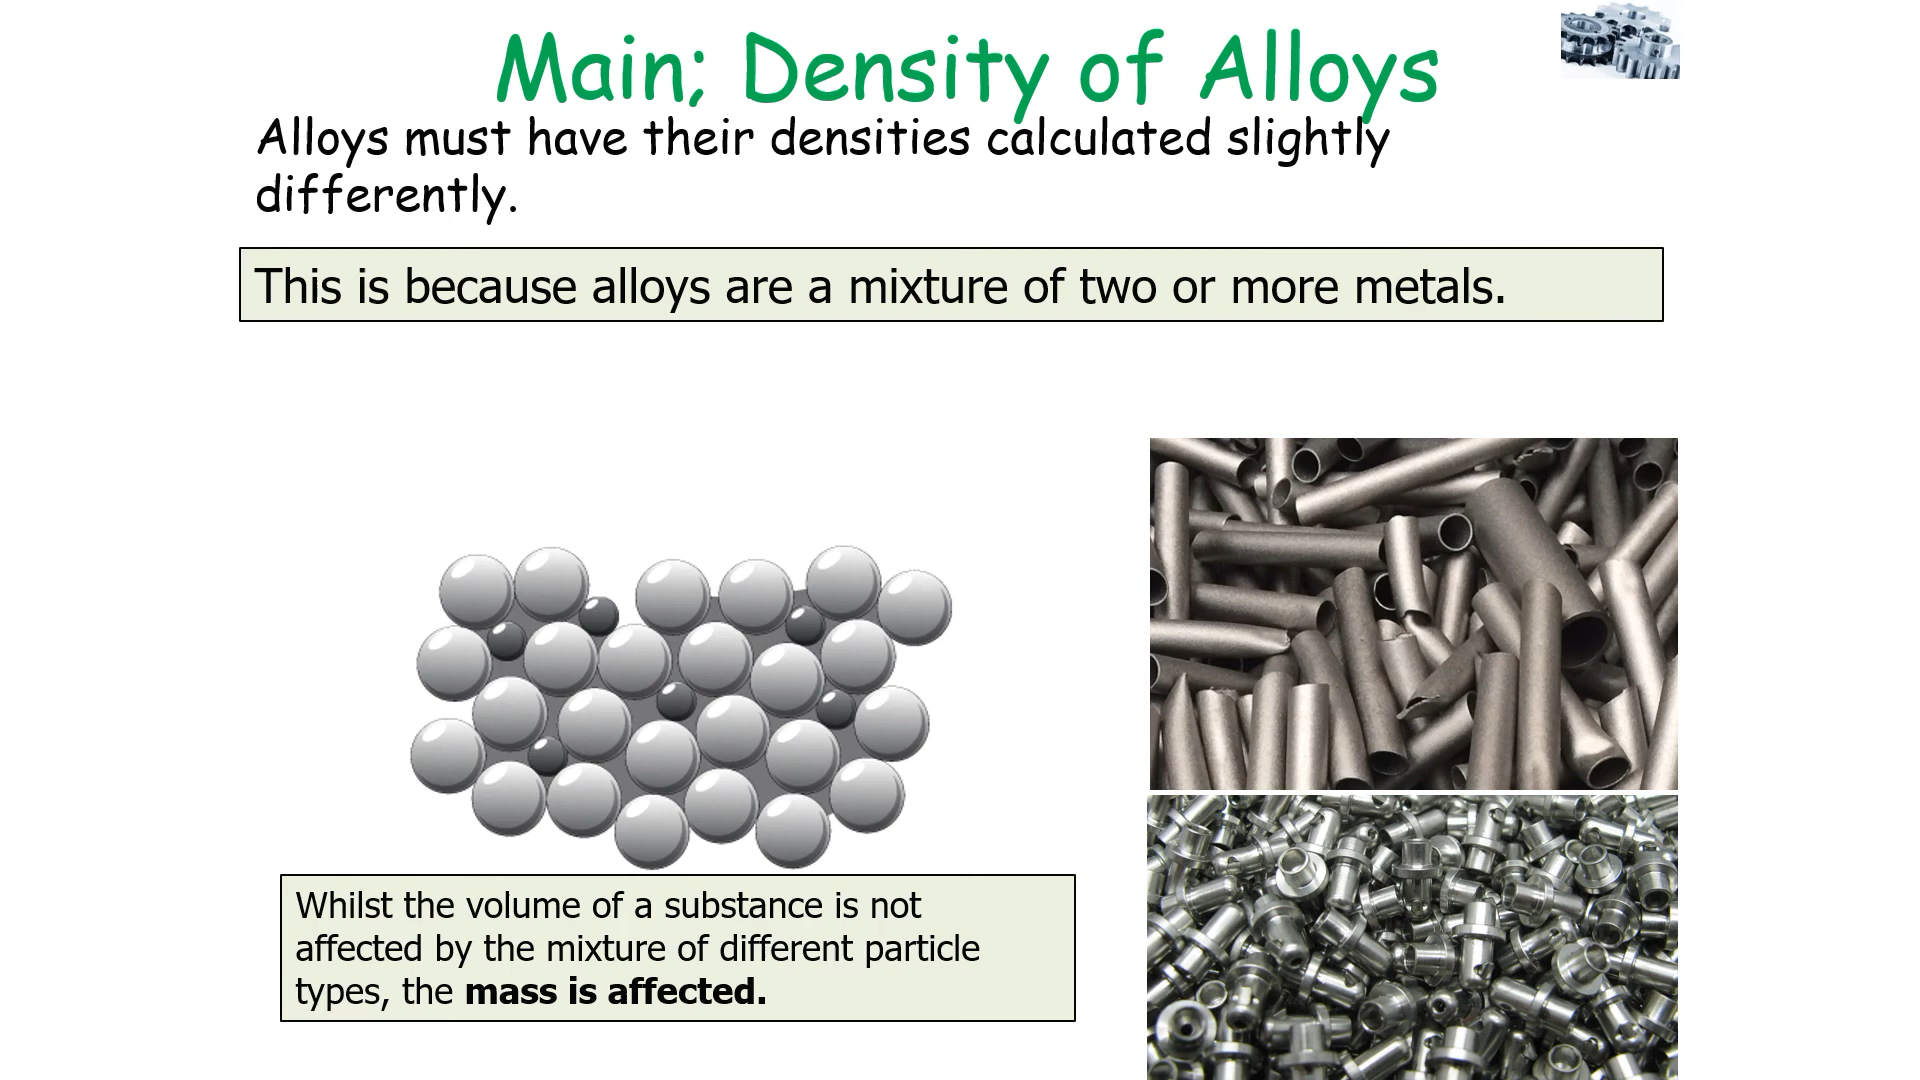 Main; Density of Alloys
Alloys must have their densities calculated slightly
differently.
This is because alloys are a mixture of two or more metals.
Whilst the volume of a substance is not
affected by the mixture of different particle
types, the mass is affected.